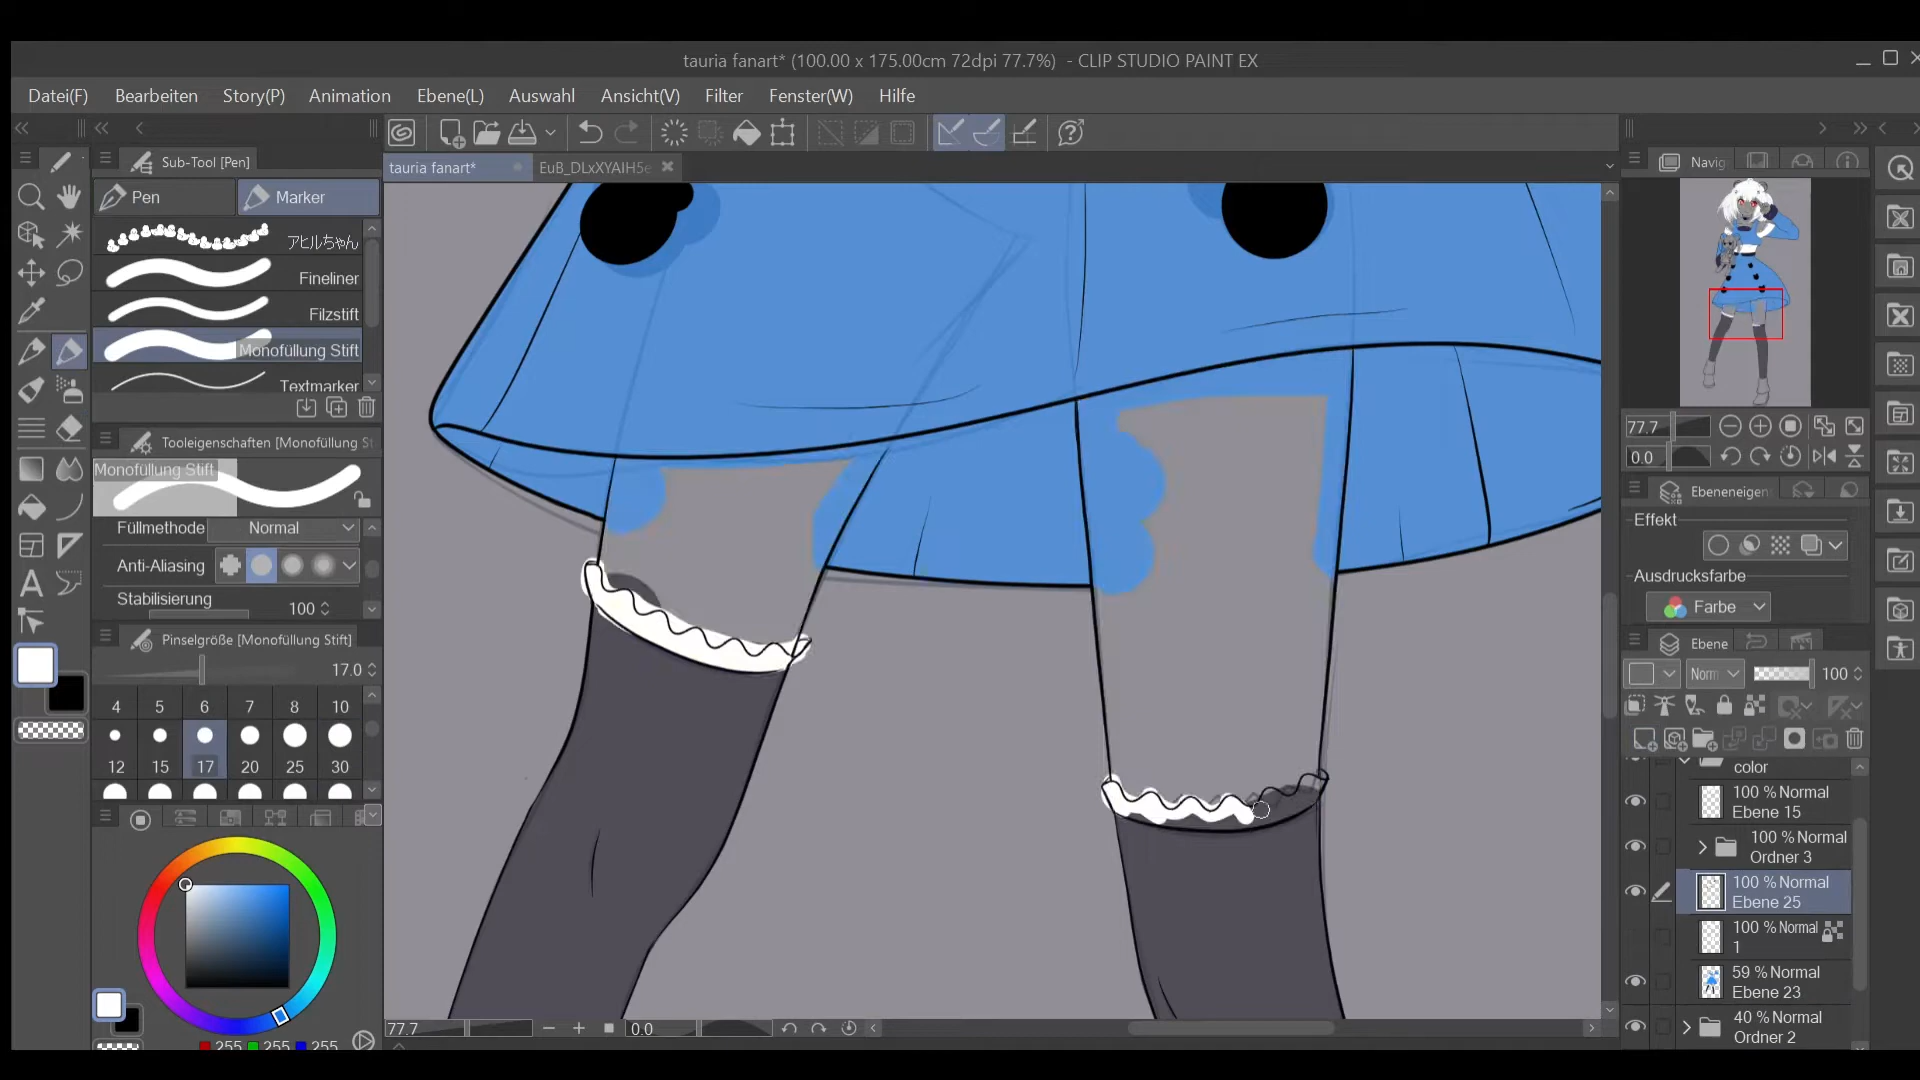 tauria fanart* (100.00 x 175.00cm 72dpi 77.7%) - CLIP STUDIO PAINT EX
Datei(F) Bearbeiten Story(P) Animation Ebene(L) Auswahl Ansicht(V) Filter Fenster(W) Hilfe
Sub-Tool [Pen]
Pen Marker
アヒルちゃん
Fineliner
Filzstift
Monofüllung Stift
Textmarker
Tooleigenschaften [Monofüllung St
Monofüllung Stift
Füllmethode Normal
Anti-Aliasing
Stabilisierung 100
Pinselgröße [Monofüllung Stift]
17.0
4 5 6 7 8 10
12 15 17 20 25 30
255 255 255
tauria fanart* EuB_DLxXYAIH5e
77.7 0.0
Navig
77.7
0.0
Ebeneneigen
Effekt
Ausdrucksfarbe
Farbe
Ebene
Norm 100
color
100 % Normal
Ebene 15
100 % Normal
Ordner 3
100 % Normal
Ebene 25
100 % Normal
1
59 % Normal
Ebene 23
40 % Normal
Ordner 2